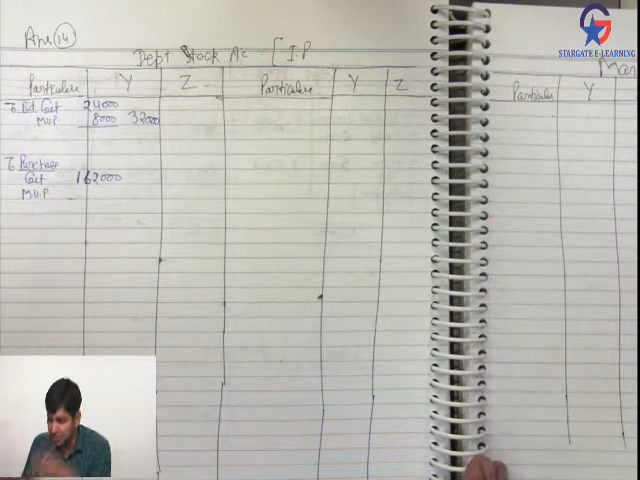 Ans 14
Dept Stock A/c [I.P
Particulars Y Z Particulars Y Z
To Bal Cost 24000
M.U.P 8000 32000
To Purchase
Cost 162000
M.U.P
Particulars Y
STARGATE E-LEARNING